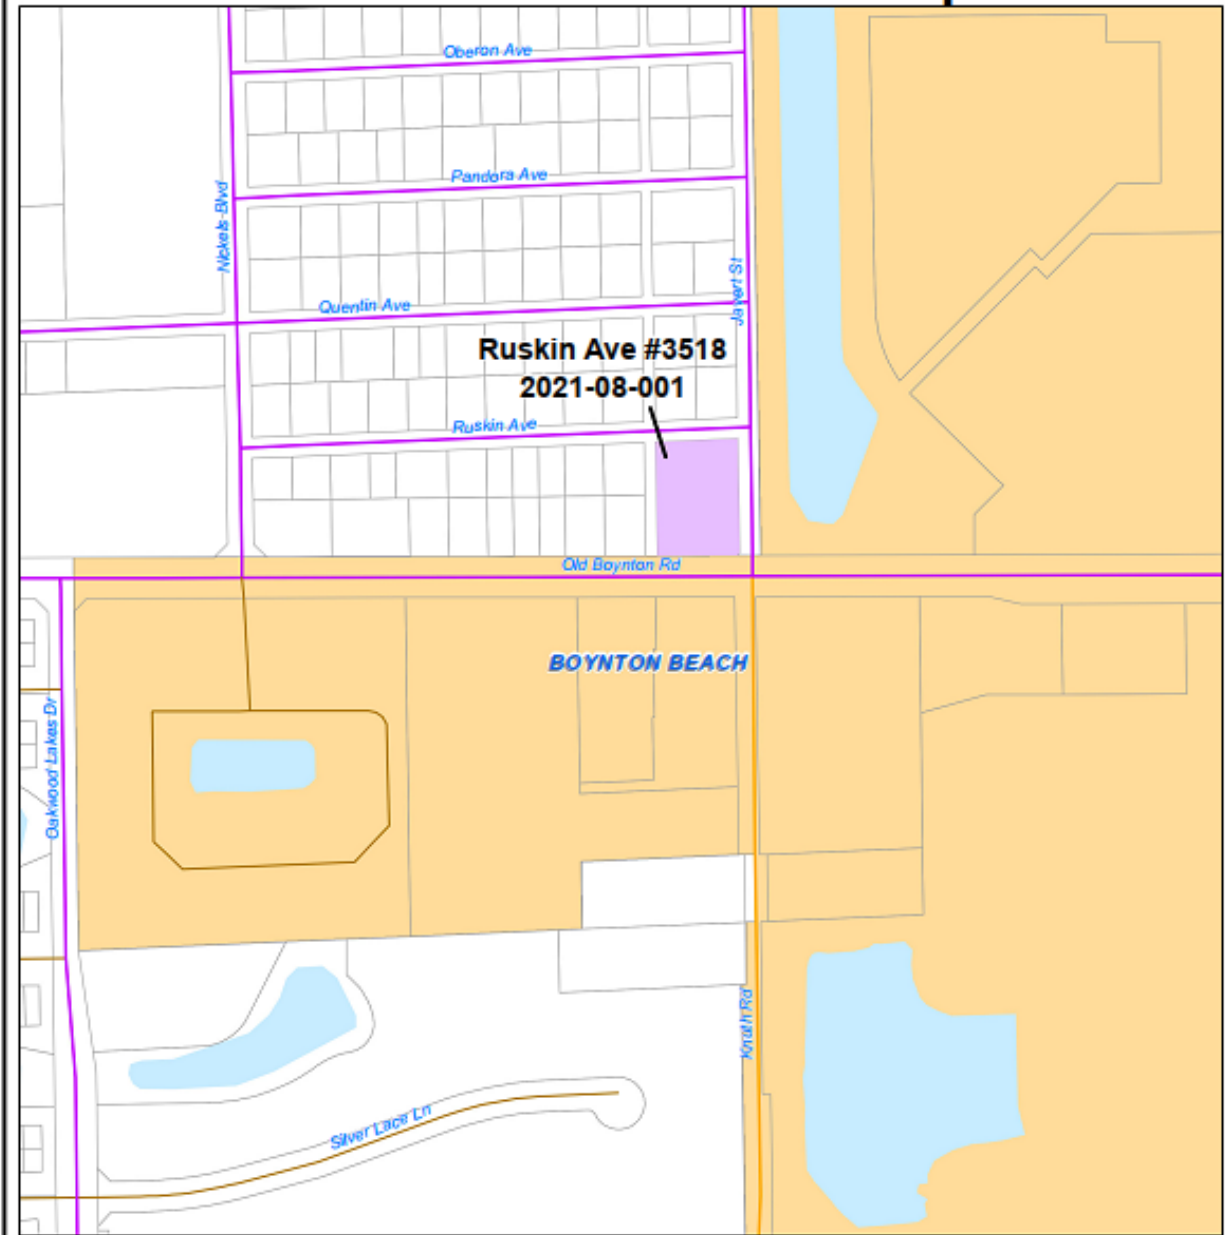 Oberon Ave
Pandora Ave
Nickels Blvd
Javert St
Quentin Ave
Ruskin Ave #3518
2021-08-001
Ruskin Ave
Old Boynton Rd
BOYNTON BEACH
Oakwood Lakes Dr
Knuth Rd
Silver Lace Ln